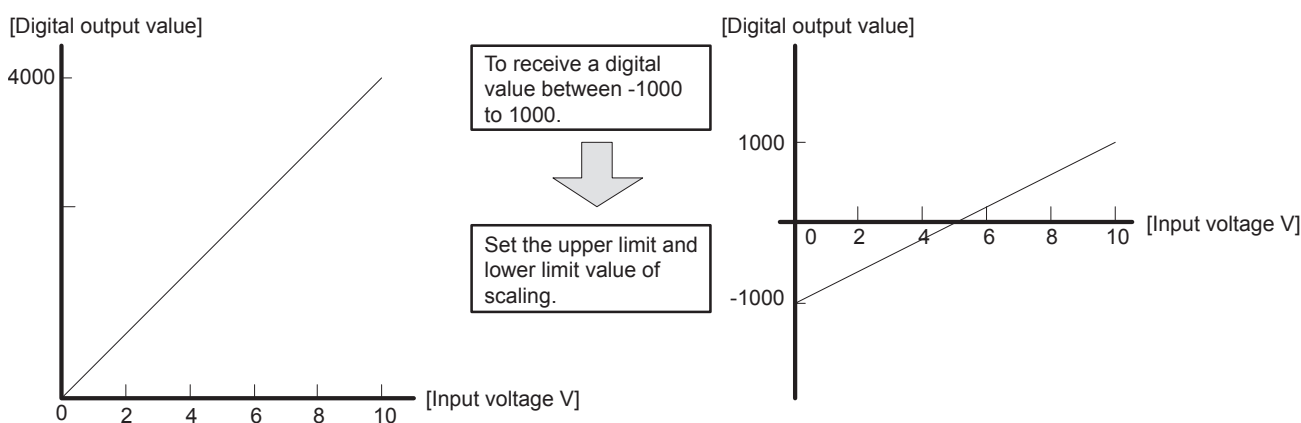 [Digital output value]
4000
0
2
4
6
8
10
[Input voltage V]
To receive a digital
value between -1000
to 1000.
Set the upper limit and
lower limit value of
scaling.
[Digital output value]
1000
0
2
4
6
8
10
[Input voltage V]
-1000